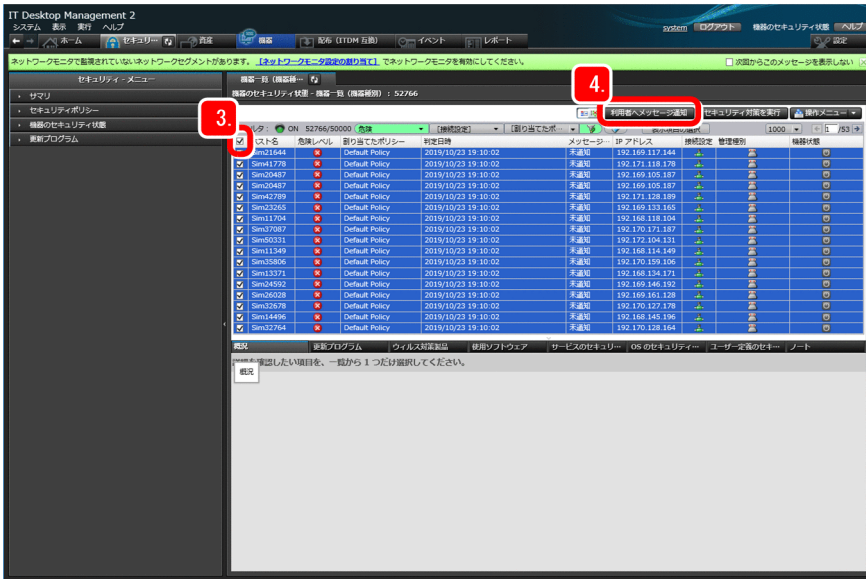 IT Desktop Management 2
システム 表示 実行 ヘルプ
system ログアウト 機器のセキュリティ状態 ヘルプ
ホーム セキュリ… 資産 機器 配布 (ITDM 互換) イベント レポート 設定
ネットワークモニタで監視されていないネットワークセグメントがあります。 [ネットワークモニタ設定の割り当て] でネットワークモニタを有効にしてください。 次回からこのメッセージを表示しない
セキュリティ - メニュー
サマリ
セキュリティポリシー
機器のセキュリティ状態
更新プログラム
機器一覧 (機器種…
機器のセキュリティ状態 - 機器一覧 (機器種別) : 52766
4.
利用者へメッセージ通知 セキュリティ対策を実行 操作メニュー
3.
ルタ: ON 52766/50000 危険 [接続設定] [割り当てたポ… 表示項目の選択 1000 1 /53
スト名 危険レベル 割り当てたポリシー 判定日時 メッセージ… IP アドレス 接続設定 管理種別 機器状態
Sim21644 Default Policy 2019/10/23 19:10:02 未通知 192.169.117.144
Sim41778 Default Policy 2019/10/23 19:10:02 未通知 192.171.118.178
Sim20487 Default Policy 2019/10/23 19:10:02 未通知 192.169.105.187
Sim20487 Default Policy 2019/10/23 19:10:02 未通知 192.169.105.187
Sim42789 Default Policy 2019/10/23 19:10:02 未通知 192.171.128.189
Sim23265 Default Policy 2019/10/23 19:10:02 未通知 192.169.133.165
Sim11704 Default Policy 2019/10/23 19:10:02 未通知 192.168.118.104
Sim37087 Default Policy 2019/10/23 19:10:02 未通知 192.170.171.187
Sim50331 Default Policy 2019/10/23 19:10:02 未通知 192.172.104.131
Sim11349 Default Policy 2019/10/23 19:10:02 未通知 192.168.114.149
Sim35806 Default Policy 2019/10/23 19:10:02 未通知 192.170.159.106
Sim13371 Default Policy 2019/10/23 19:10:02 未通知 192.168.134.171
Sim24592 Default Policy 2019/10/23 19:10:02 未通知 192.169.146.192
Sim26028 Default Policy 2019/10/23 19:10:02 未通知 192.169.161.128
Sim32678 Default Policy 2019/10/23 19:10:02 未通知 192.170.127.178
Sim14496 Default Policy 2019/10/23 19:10:02 未通知 192.168.145.196
Sim32764 Default Policy 2019/10/23 19:10:02 未通知 192.170.128.164
概況 更新プログラム ウィルス対策製品 使用ソフトウェア サービスのセキュリ… OS のセキュリティ… ユーザー定義のセキ… ノート
確認したい項目を、一覧から 1 つだけ選択してください。
概況